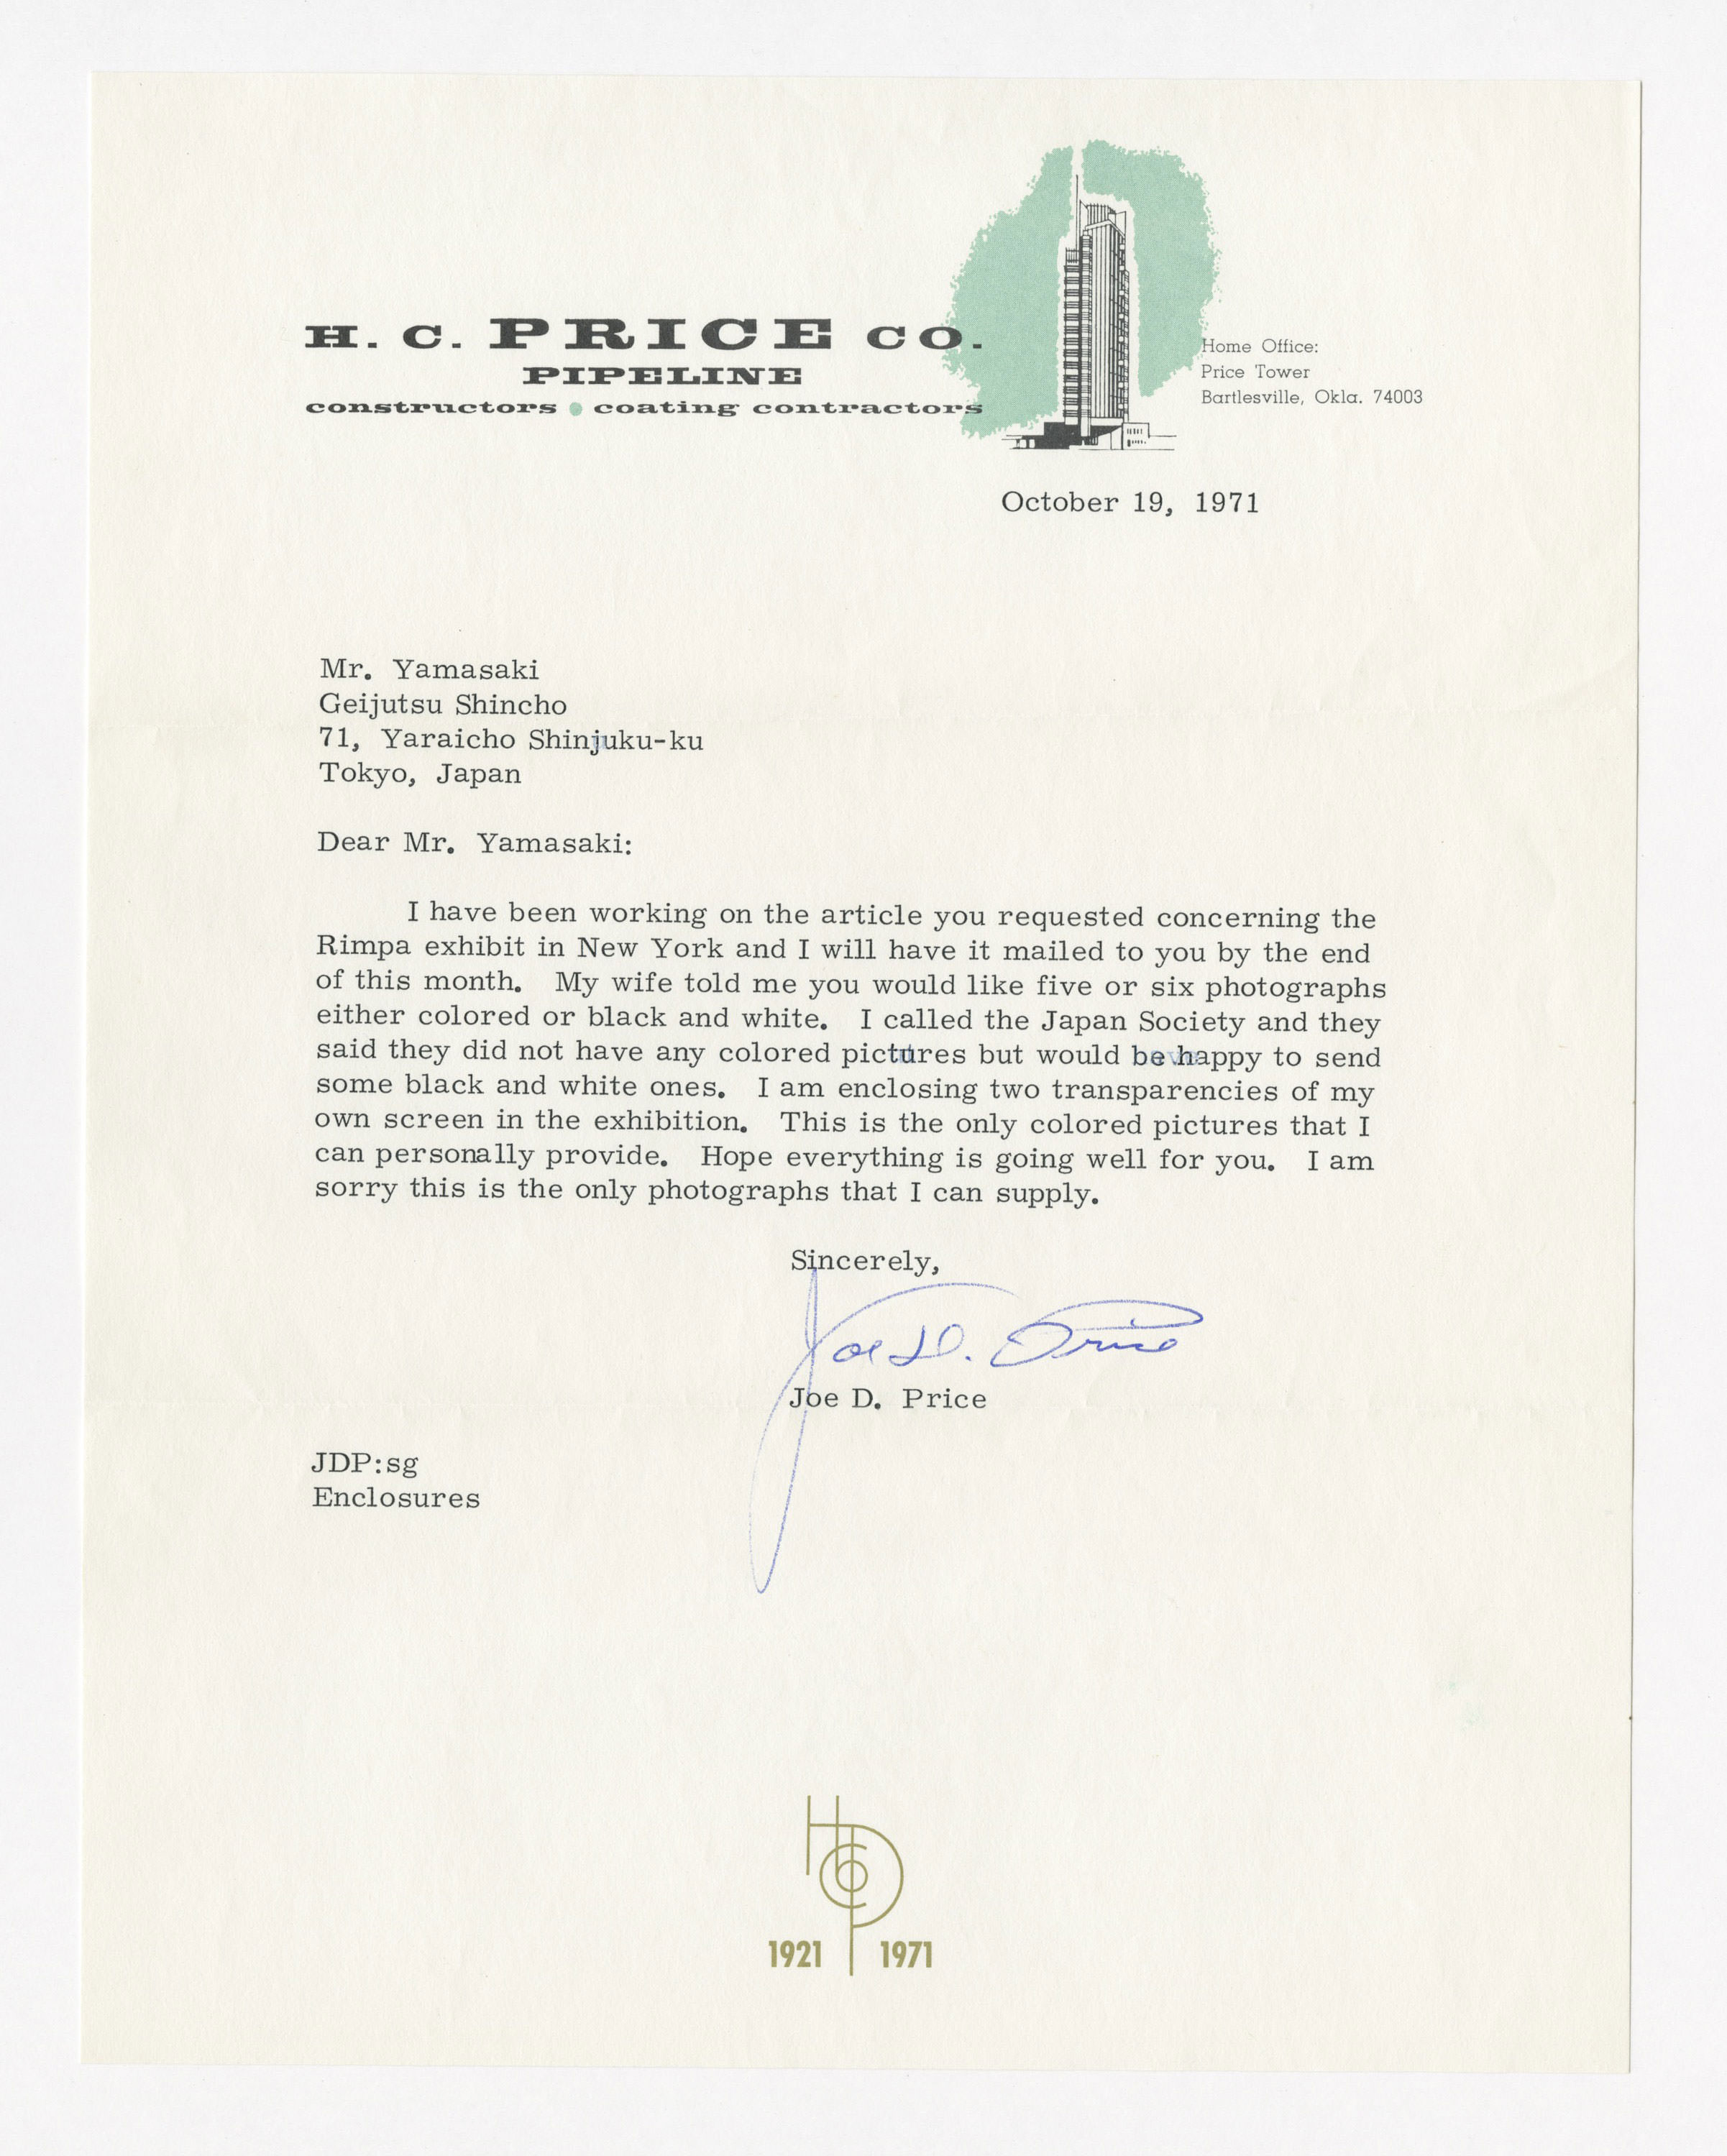 H. C. PRICE CO.
PIPELINE
constructors • coating contractors
Home Office:
Price Tower
Bartlesville, Okla. 74003
October 19, 1971
Mr. Yamasaki
Geijutsu Shincho
71, Yaraicho Shinjuku-ku
Tokyo, Japan
Dear Mr. Yamasaki:
I have been working on the article you requested concerning the
Rimpa exhibit in New York and I will have it mailed to you by the end
of this month. My wife told me you would like five or six photographs
either colored or black and white. I called the Japan Society and they
said they did not have any colored pictures but would be happy to send
some black and white ones. I am enclosing two transparencies of my
own screen in the exhibition. This is the only colored pictures that I
can personally provide. Hope everything is going well for you. I am
sorry this is the only photographs that I can supply.
Sincerely,
Joe D. Price
Joe D. Price
JDP:sg
Enclosures
HCP
1921 1971